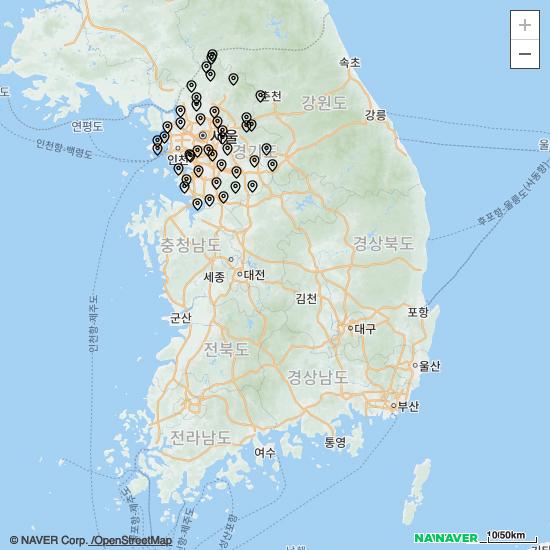 +
−
속초
춘천
강원도
강릉
연평도
서울
인천항-백령도
인천
경기도
울
후포항-울릉도(사동항)
충청남도
경상북도
세종
대전
김천
인천항-제주도
군산
포항
대구
전북도
울산
경상남도
부산
전라남도
여수
통영
© NAVER Corp. /OpenStreetMap
NAVER
10/50km